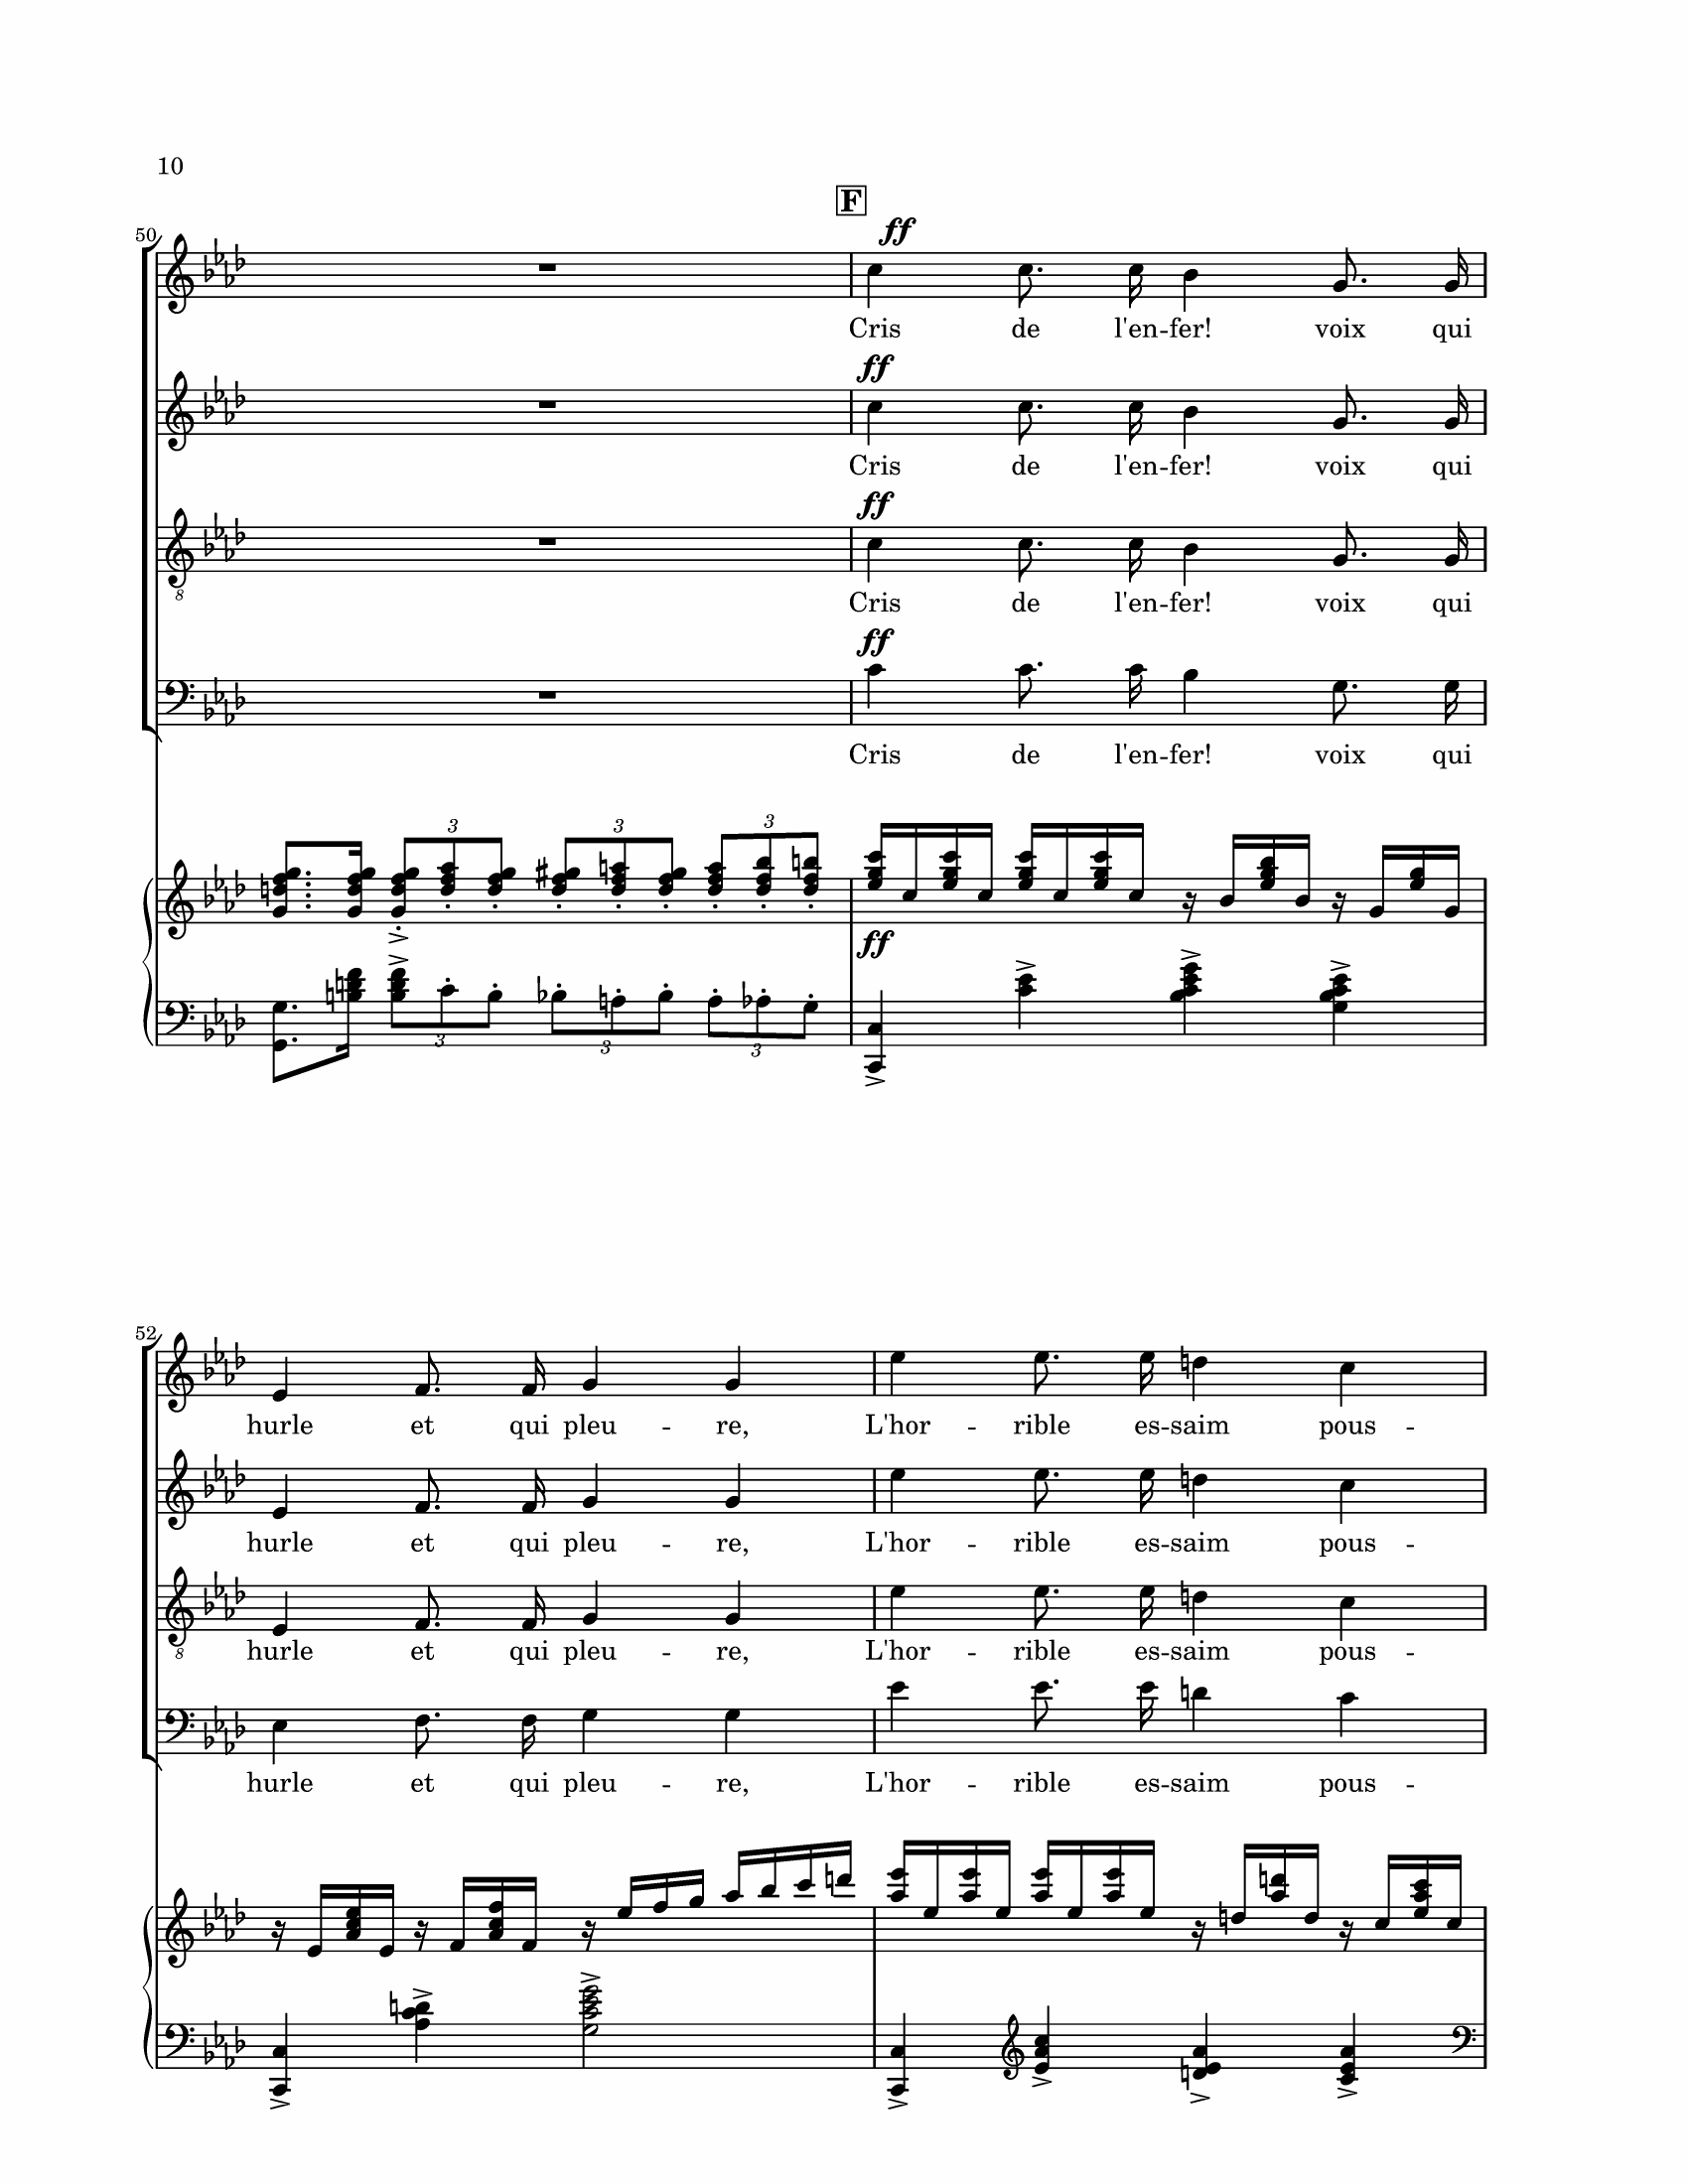 10
F
50
ff
Cris de l'en -- fer! voix qui
ff
Cris de l'en -- fer! voix qui
ff
8
Cris de l'en -- fer! voix qui
ff
Cris de l'en -- fer! voix qui
3 3 3
ff
3 3 3
52
hurle et qui pleu - re, L'hor - rible es -- saim pous -
hurle et qui pleu - re, L'hor - rible es -- saim pous -
8
hurle et qui pleu - re, L'hor - rible es -- saim pous -
hurle et qui pleu - re, L'hor - rible es -- saim pous -